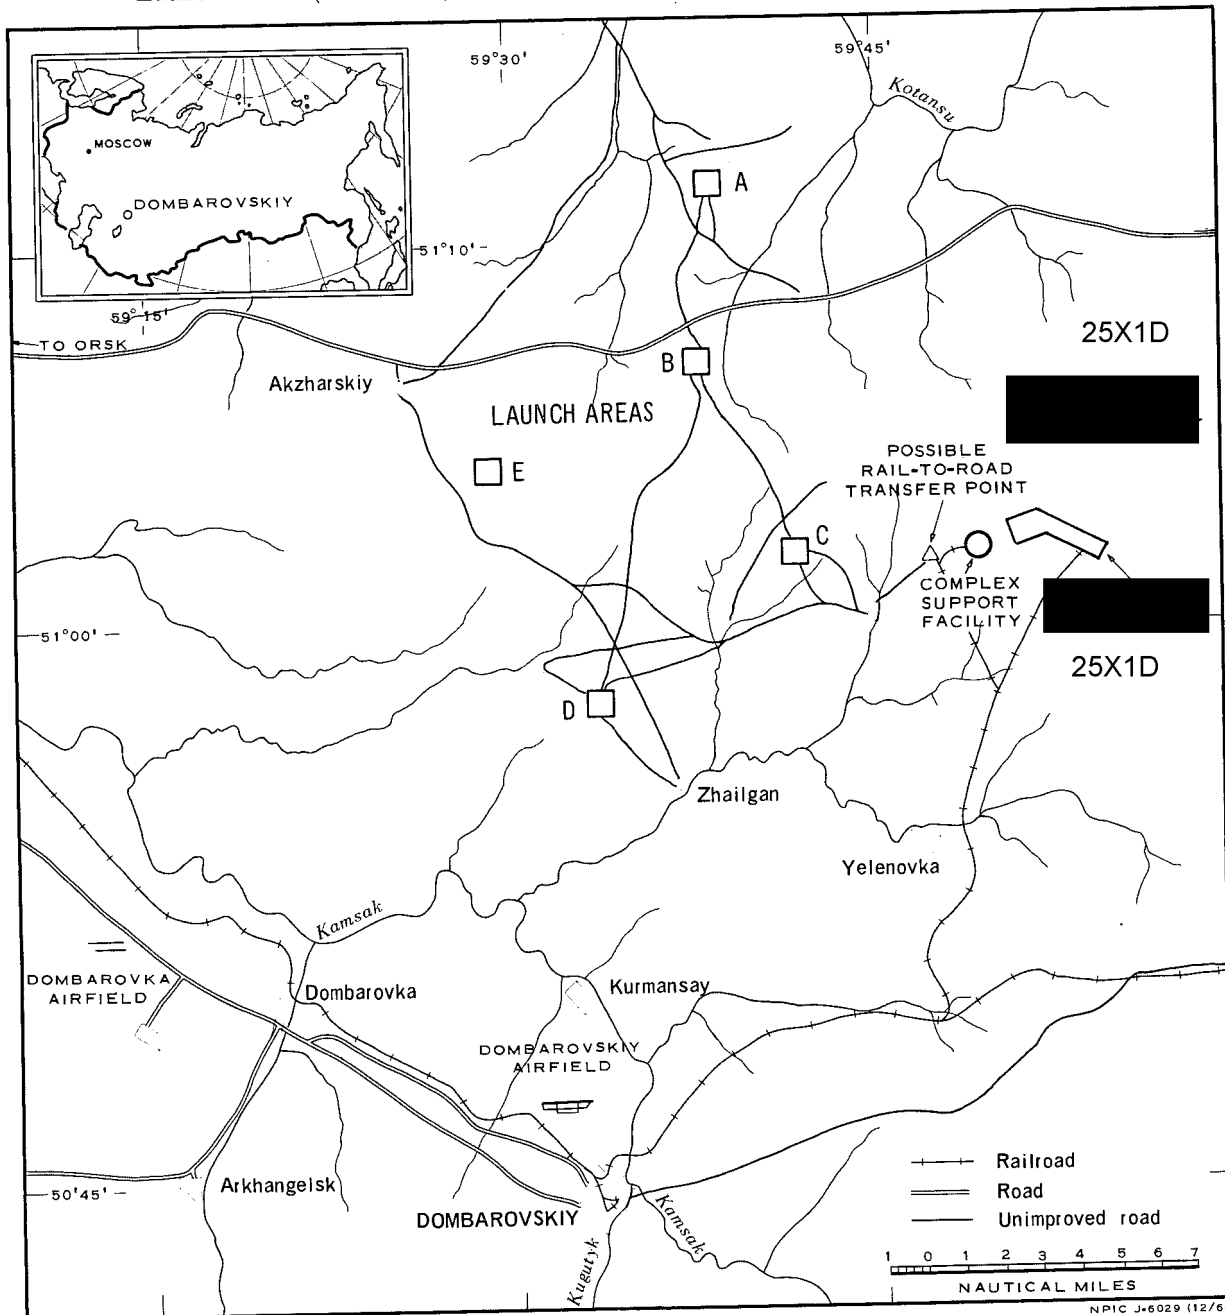 59°30'
59°45'
Kotansu
MOSCOW
DOMBAROVSKIY
A
51°10'
59°15'
25X1D
TO ORSK
B
Akzharskiy
LAUNCH AREAS
POSSIBLE
RAIL-TO-ROAD
TRANSFER POINT
E
C
COMPLEX
SUPPORT
FACILITY
51°00'
25X1D
D
Zhailgan
Yelenovka
Kamsak
DOMBAROVKA
AIRFIELD
Dombarovka
Kurmansay
DOMBAROVSKIY
AIRFIELD
Railroad
Road
Unimproved road
Arkhangelsk
50°45'
DOMBAROVSKIY
Kamsak
Kugutyk
1 0 1 2 3 4 5 6 7
NAUTICAL MILES
NPIC J-6029 (12/6